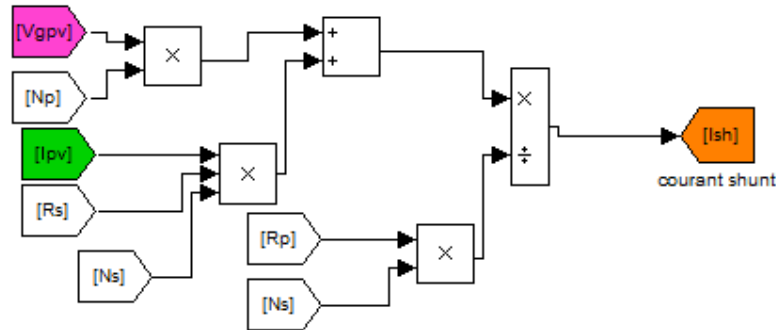 [Vgpv]
×
+
+
[Np]
×
÷
[Ish]
courant shunt
[Ipv]
×
[Rs]
[Ns]
[Rp]
×
[Ns]